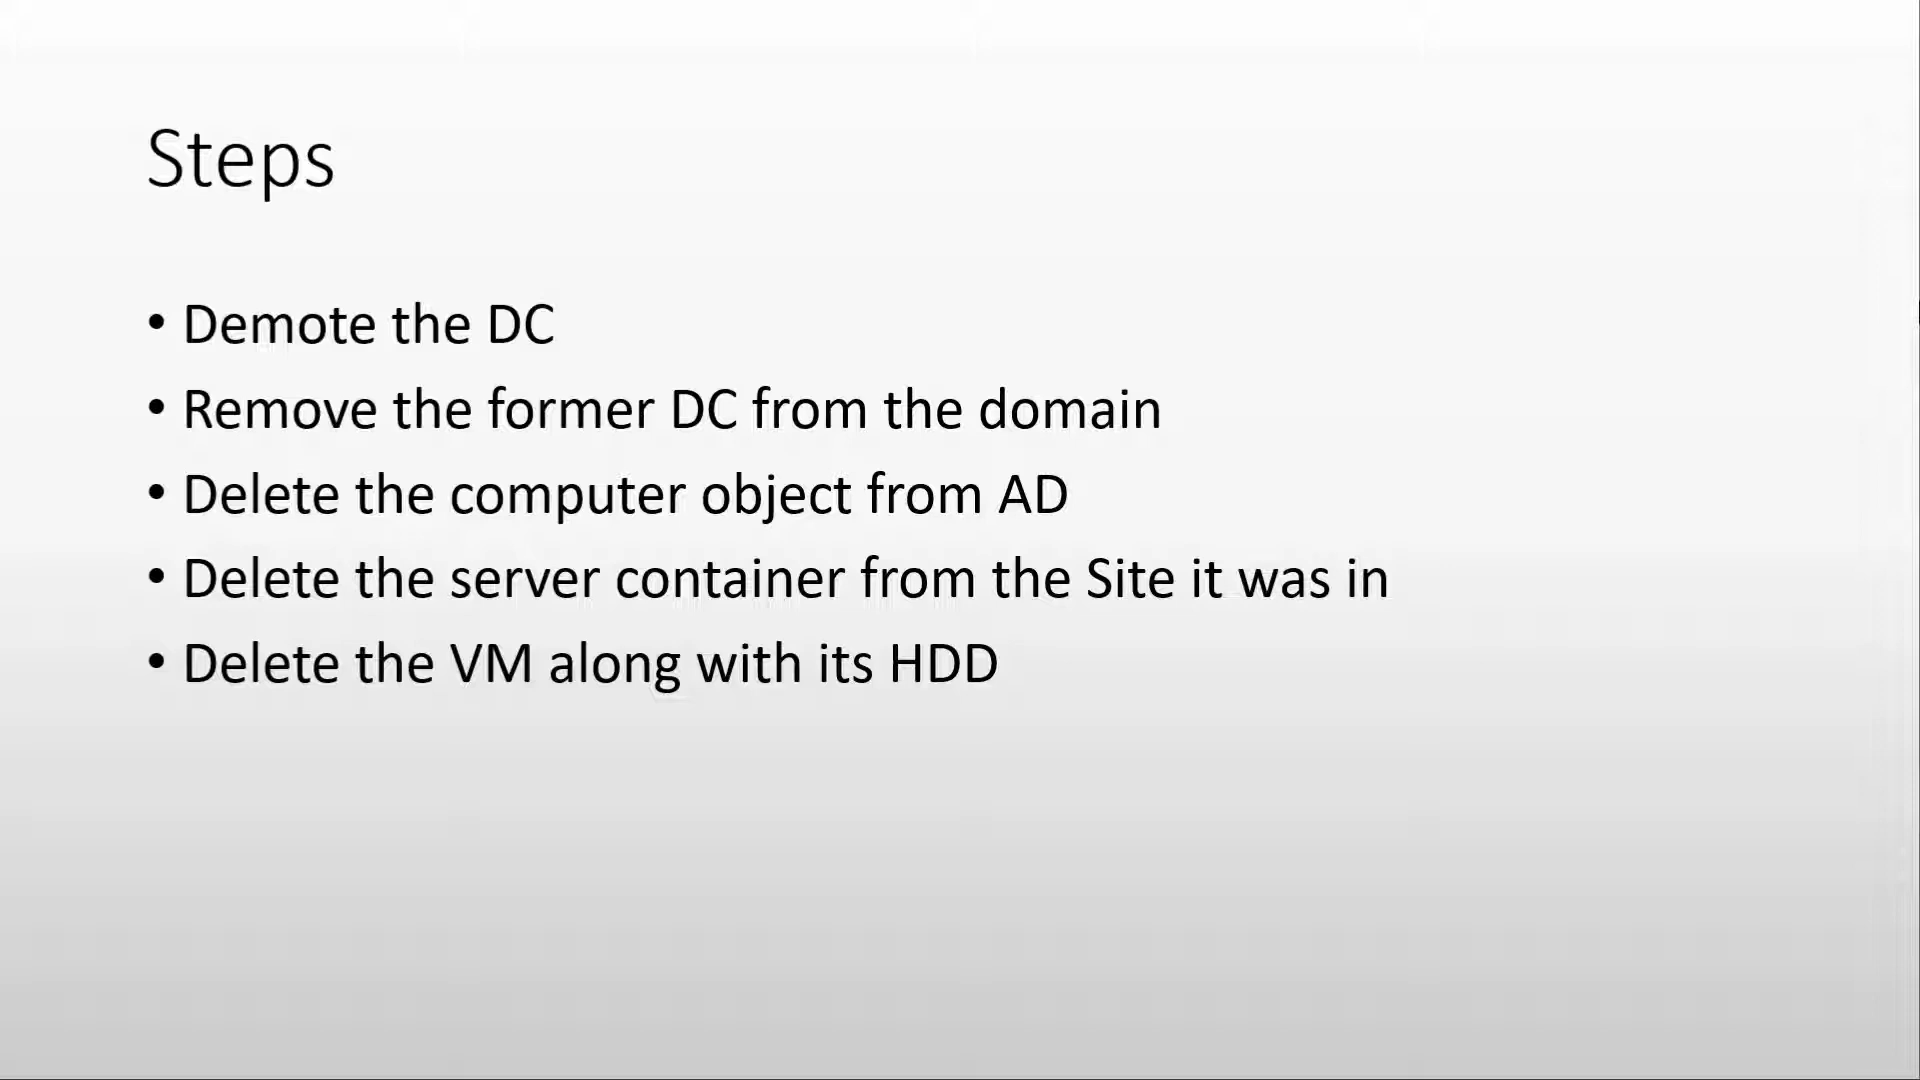 Steps
• Demote the DC
• Remove the former DC from the domain
• Delete the computer object from AD
• Delete the server container from the Site it was in
• Delete the VM along with its HDD